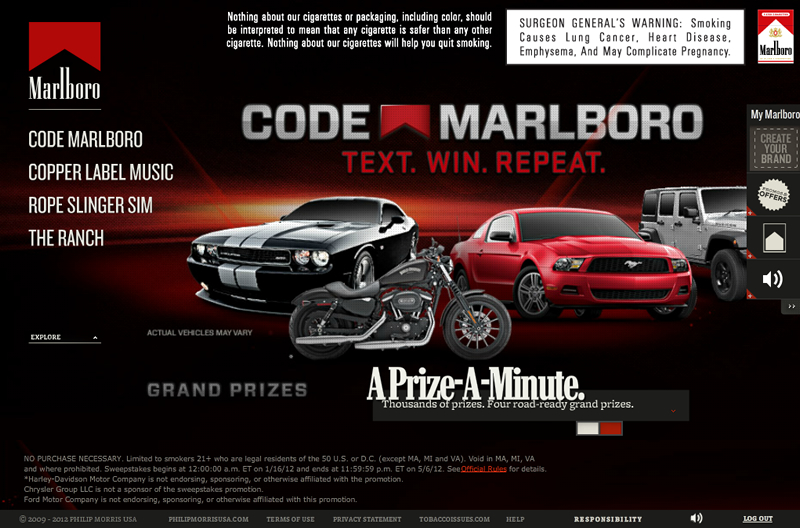 Nothing about our cigarettes or packaging, including color, should
be interpreted to mean that any cigarette is safer than any other
cigarette. Nothing about our cigarettes will help you quit smoking.
SURGEON GENERAL'S WARNING: Smoking
Causes Lung Cancer, Heart Disease,
Emphysema, And May Complicate Pregnancy.
Marlboro
Marlboro
CODE MARLBORO
TEXT. WIN. REPEAT.
CODE MARLBORO
COPPER LABEL MUSIC
ROPE SLINGER SIM
THE RANCH
EXPLORE
My Marlboro
CREATE
YOUR
BRAND
OFFERS
>>
ACTUAL VEHICLES MAY VARY
GRAND PRIZES
A Prize-A-Minute.
Thousands of prizes. Four road-ready grand prizes.
NO PURCHASE NECESSARY. Limited to smokers 21+ who are legal residents of the 50 U.S. or D.C. (except MA, MI and VA). Void in MA, MI, VA
and where prohibited. Sweepstakes begins at 12:00:00 a.m. ET on 1/16/12 and ends at 11:59:59 p.m. ET on 5/6/12. See Official Rules for details.
*Harley-Davidson Motor Company is not endorsing, sponsoring, or otherwise affiliated with the promotion.
Chrysler Group LLC is not a sponsor of the sweepstakes promotion.
Ford Motor Company is not endorsing, sponsoring, or otherwise affiliated with this promotion.
© 2009 - 2012 PHILIP MORRIS USA PHILIPMORRISUSA.COM TERMS OF USE PRIVACY STATEMENT TOBACCOISSUES.COM HELP RESPONSIBILITY LOG OUT